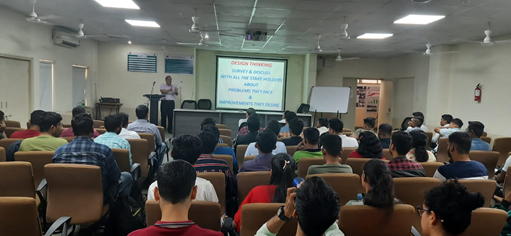 DESIGN THINKING
SURVEY & DISCUSS
WITH ALL THE STAKE HOLDERS
ABOUT
PROBLEMS THEY FACE
&
IMPROVEMENTS THEY DESIRE